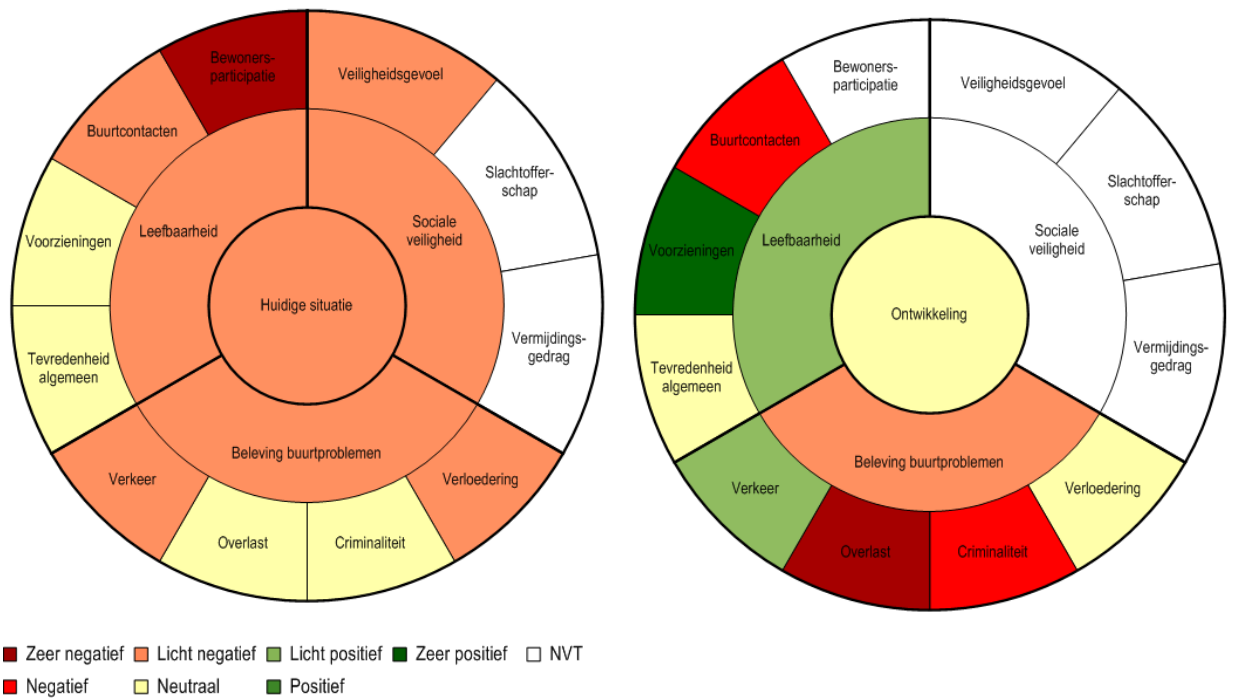 Bewoners-
participatie
Veiligheidsgevoel
Buurtcontacten
Slachtoffer-
schap
Leefbaarheid
Sociale
veiligheid
Voorzieningen
Huidige situatie
Vermijdings-
gedrag
Tevredenheid
algemeen
Beleving buurtproblemen
Verkeer
Verloedering
Overlast
Criminaliteit
Bewoners-
participatie
Veiligheidsgevoel
Buurtcontacten
Slachtoffer-
schap
Leefbaarheid
Sociale
veiligheid
Voorzieningen
Ontwikkeling
Vermijdings-
gedrag
Tevredenheid
algemeen
Beleving buurtproblemen
Verkeer
Verloedering
Overlast
Criminaliteit
Zeer negatief Licht negatief Licht positief Zeer positief NVT
Negatief Neutraal Positief